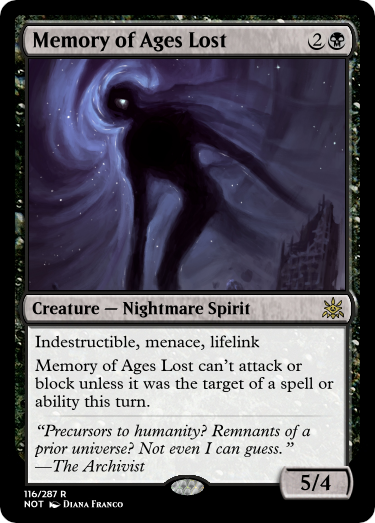 Memory of Ages Lost 2
Creature — Nightmare Spirit
Indestructible, menace, lifelink
Memory of Ages Lost can't attack or
block unless it was the target of a spell or
ability this turn.
“Precursors to humanity? Remnants of a
prior universe? Not even I can guess.”
—The Archivist
5/4
116/287 R
NOT Diana Franco